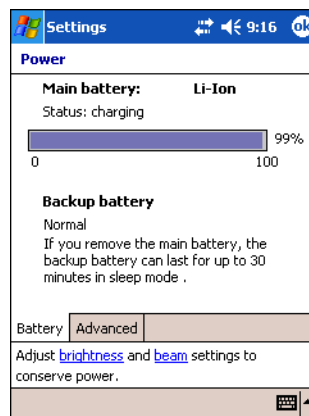 Settings 9:16 ok
Power
Main battery: Li-Ion
Status: charging
99%
0 100
Backup battery
Normal
If you remove the main battery, the
backup battery can last for up to 30
minutes in sleep mode .
Battery Advanced
Adjust brightness and beam settings to
conserve power.